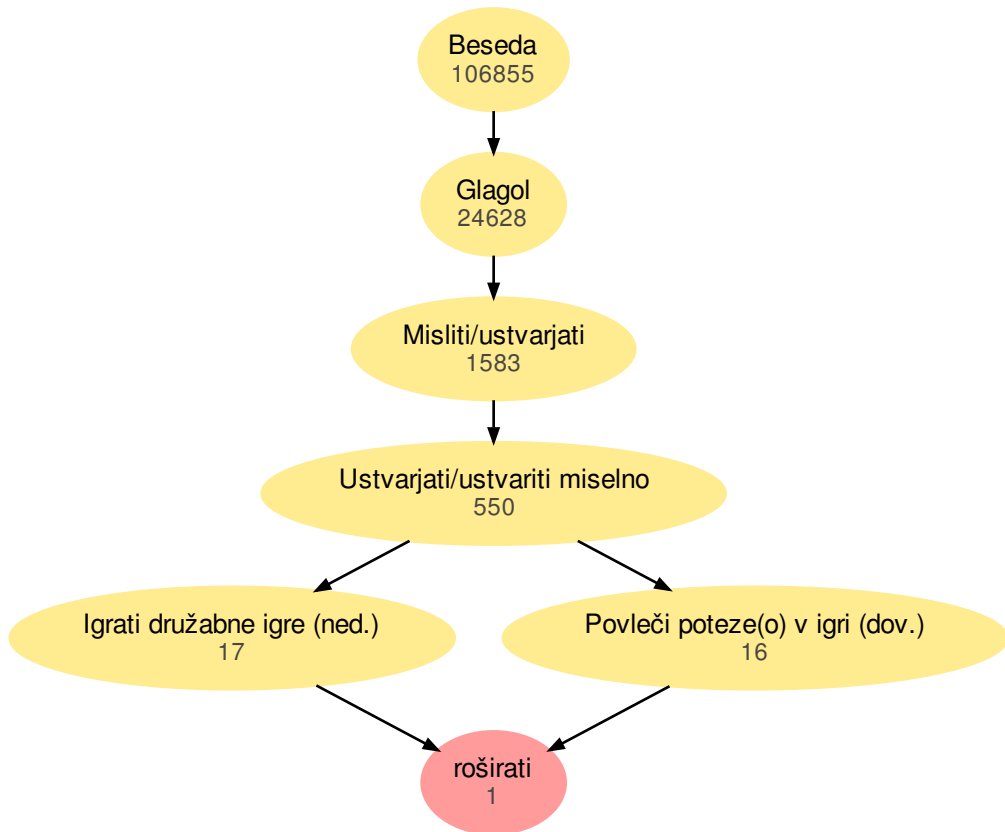 Beseda
106855
Glagol
24628
Misliti/ustvarjati
1583
Ustvarjati/ustvariti miselno
550
Igrati družabne igre (ned.)
17
Povleči poteze(o) v igri (dov.)
16
roširati
1